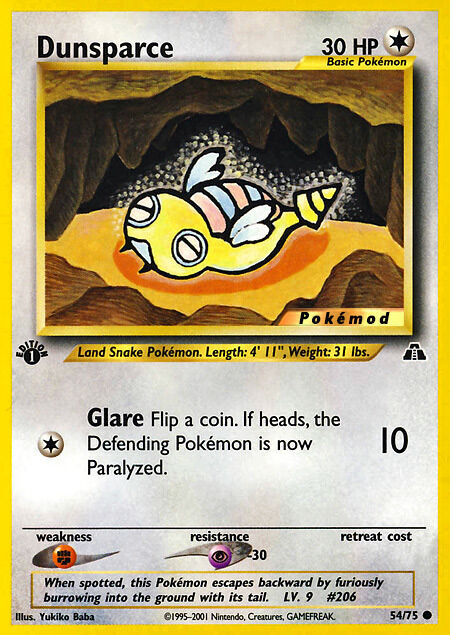 Dunsparce
30 HP
Basic Pokémon
Pokémod
EDITION
1
Land Snake Pokémon. Length: 4' 11", Weight: 31 lbs.
Glare Flip a coin. If heads, the
Defending Pokémon is now
Paralyzed.
10
weakness
resistance
retreat cost
-30
When spotted, this Pokémon escapes backward by furiously
burrowing into the ground with its tail. LV. 9 #206
Illus. Yukiko Baba
©1995-2001 Nintendo, Creatures, GAMEFREAK.
54/75